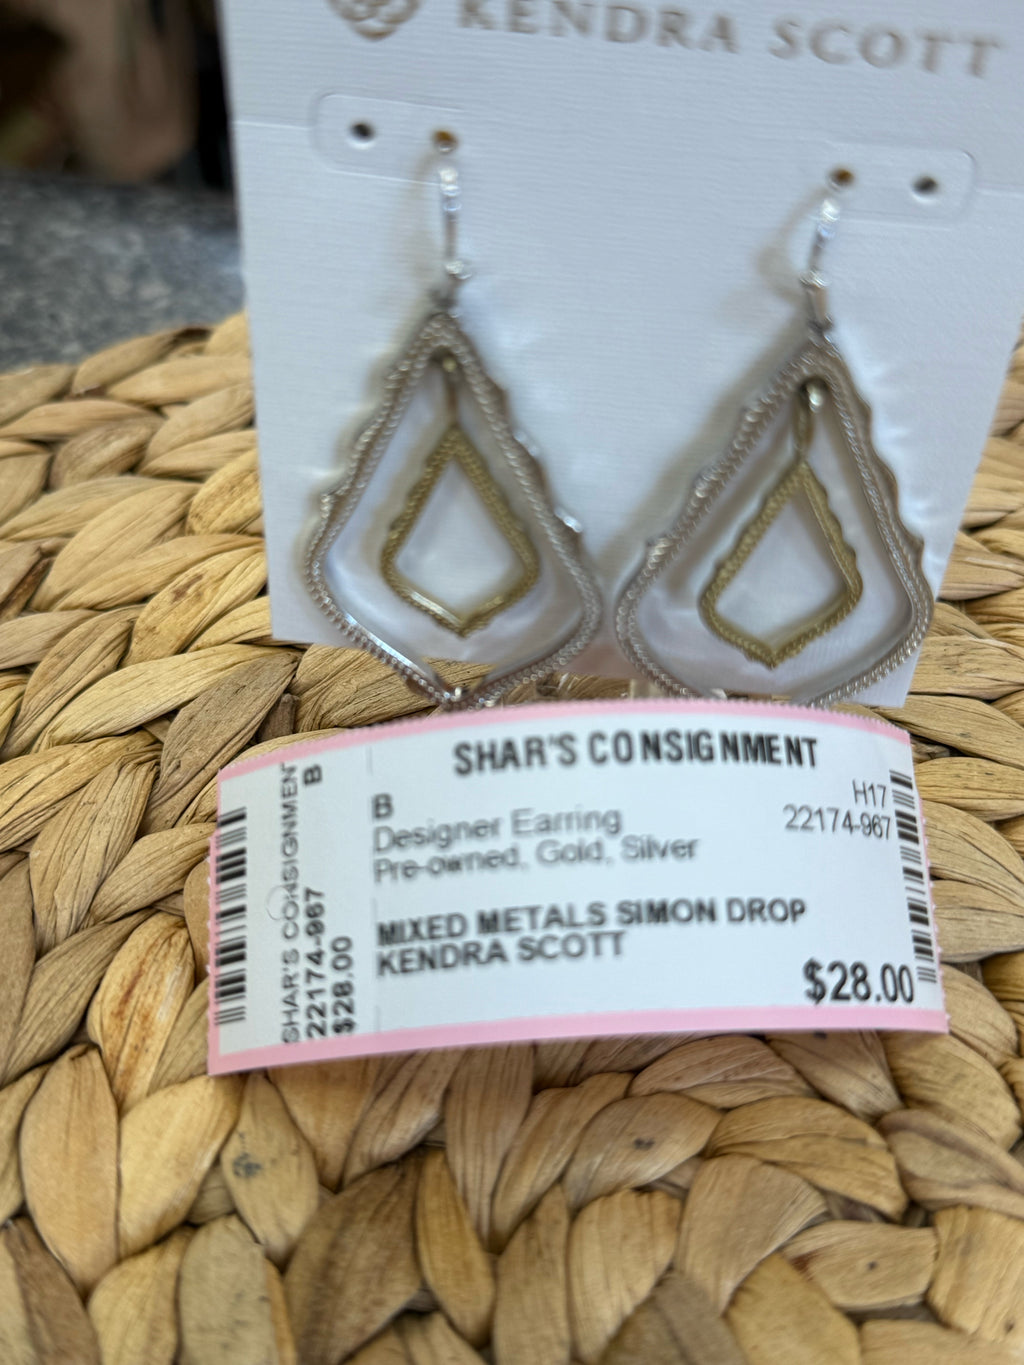 KENDRA SCOTT
SHAR'S CONSIGNMENT
B
H17
Designer Earring
22174-967
Pre-owned, Gold, Silver
MIXED METALS SIMON DROP
KENDRA SCOTT
$28.00
B
SHAR'S CONSIGNMEN
22174-967
$28.00